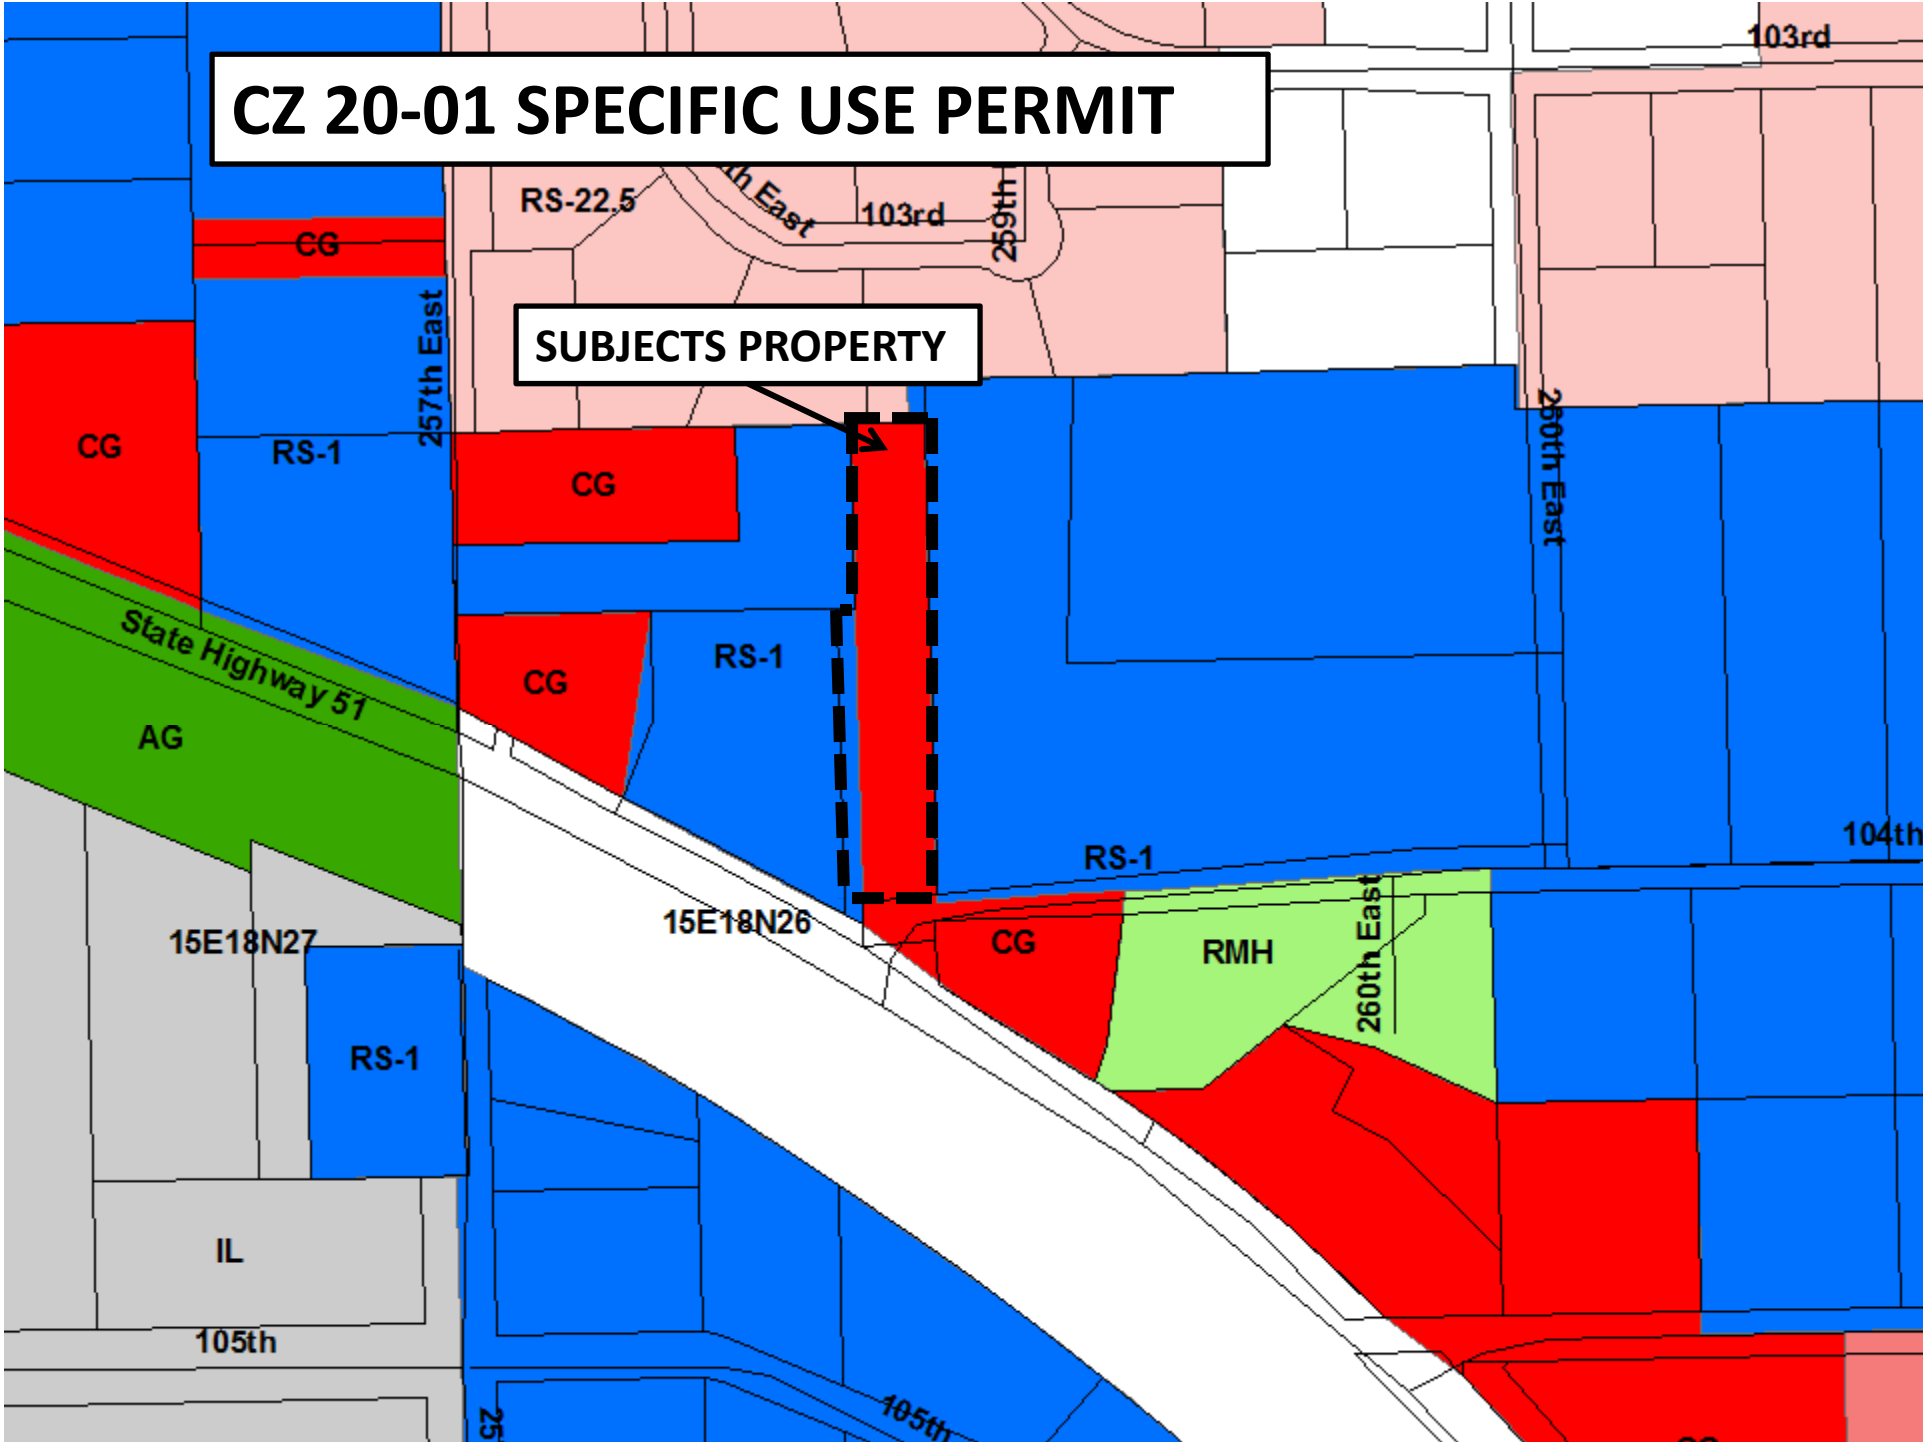 103rd
CZ 20-01 SPECIFIC USE PERMIT
th East
RS-22.5
103rd
259th
CG
257th East
SUBJECTS PROPERTY
CG
RS-1
CG
260th East
State Highway 51
CG
RS-1
AG
104th
RS-1
15E18N26
15E18N27
CG
RMH
260th East
RS-1
IL
105th
105th
25